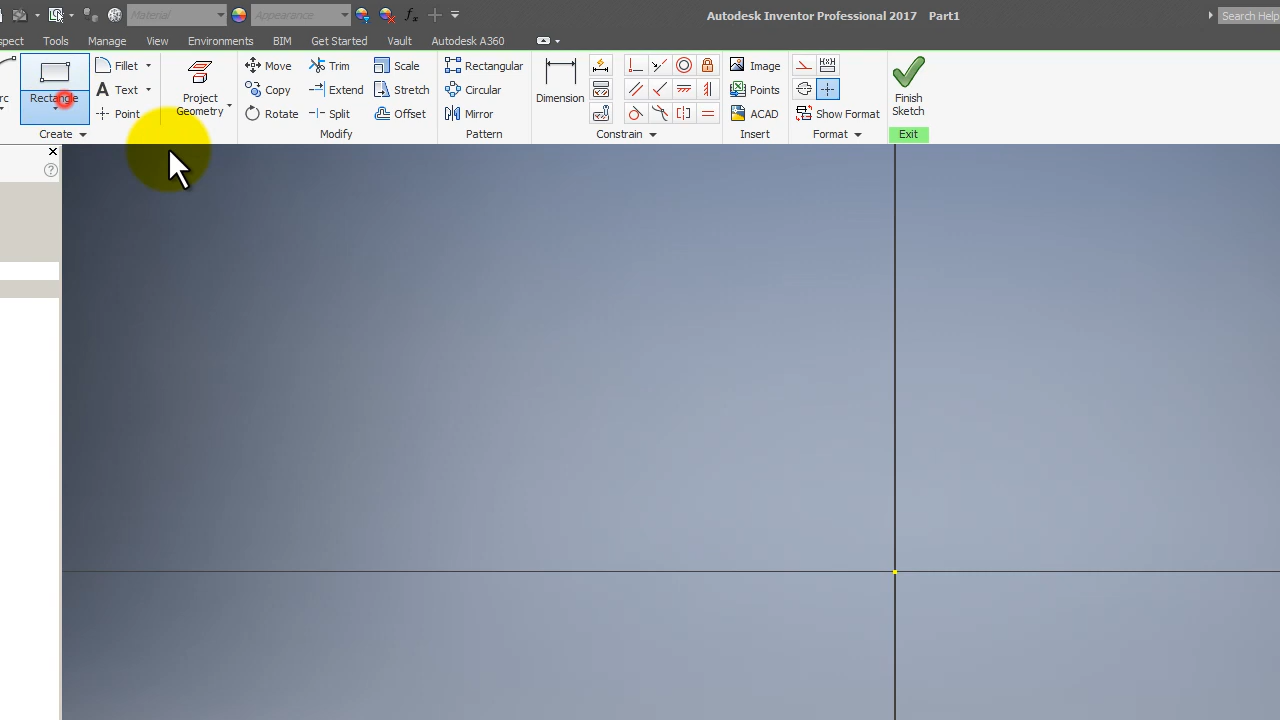 Material
Appearance
fx
Autodesk Inventor Professional 2017 Part1
Search Help
spect Tools Manage View Environments BIM Get Started Vault Autodesk A360
rc
Rectangle
Fillet
Text
Point
Create
Project
Geometry
Move Trim Scale
Copy Extend Stretch
Rotate Split Offset
Modify
Rectangular
Circular
Mirror
Pattern
Dimension
Constrain
Image
Points
ACAD
Insert
Show Format
Format
Finish
Sketch
Exit